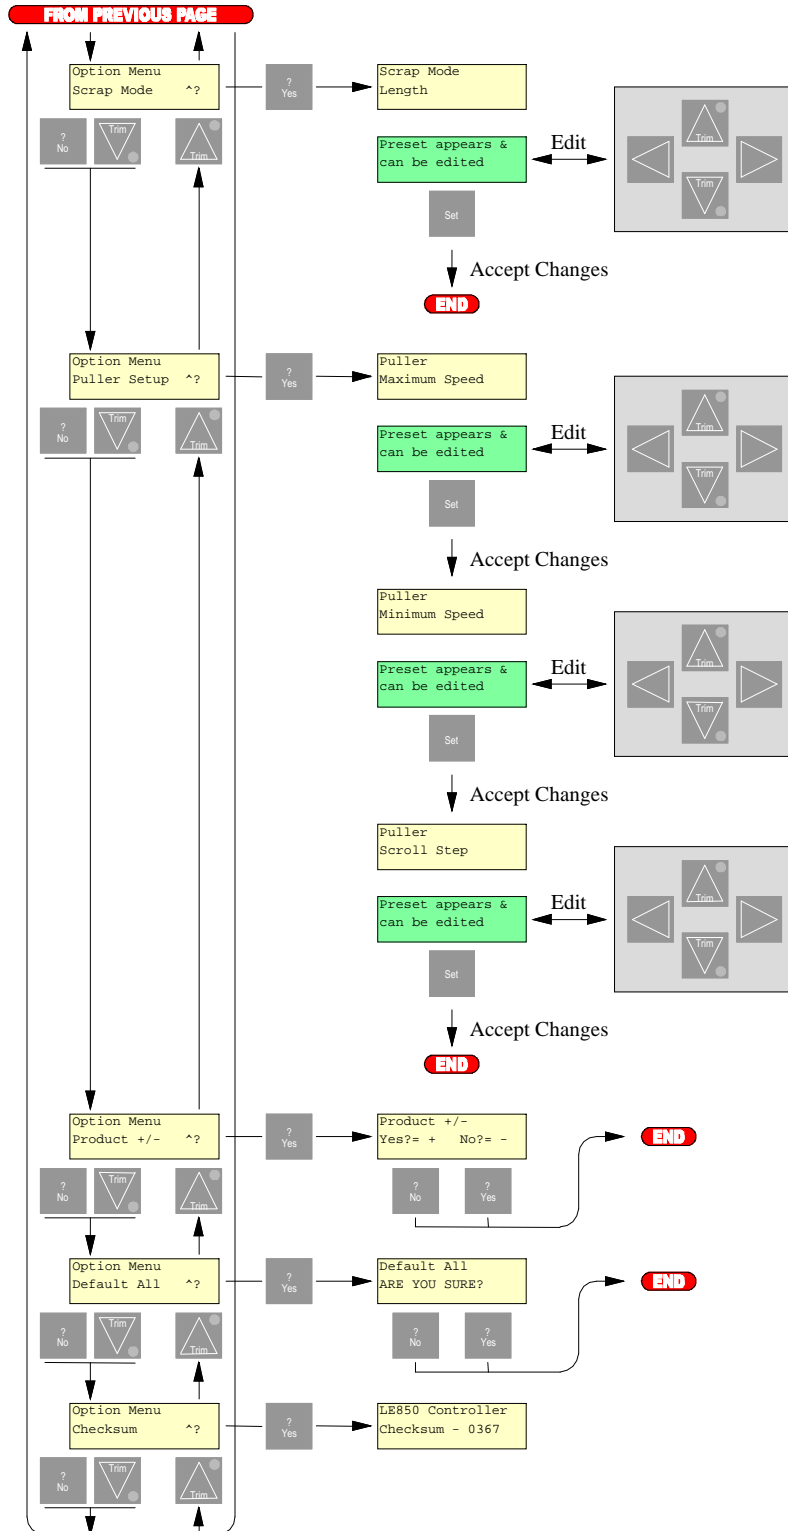 FROM PREVIOUS PAGE
Option Menu
Scrap Mode ^?
?
Yes
Scrap Mode
Length
?
No
Trim
Trim
Preset appears &
can be edited
Edit
Trim
Trim
Set
Accept Changes
END
Option Menu
Puller Setup ^?
?
Yes
Puller
Maximum Speed
?
No
Trim
Trim
Preset appears &
can be edited
Edit
Trim
Trim
Set
Accept Changes
Puller
Minimum Speed
Preset appears &
can be edited
Edit
Trim
Trim
Set
Accept Changes
Puller
Scroll Step
Preset appears &
can be edited
Edit
Trim
Trim
Set
Accept Changes
END
Option Menu
Product +/- ^?
?
Yes
Product +/-
Yes?= + No?= -
END
?
No
Trim
Trim
?
No
?
Yes
Option Menu
Default All ^?
?
Yes
Default All
ARE YOU SURE?
END
?
No
Trim
Trim
?
No
?
Yes
Option Menu
Checksum ^?
?
Yes
LE850 Controller
Checksum - 0367
?
No
Trim
Trim